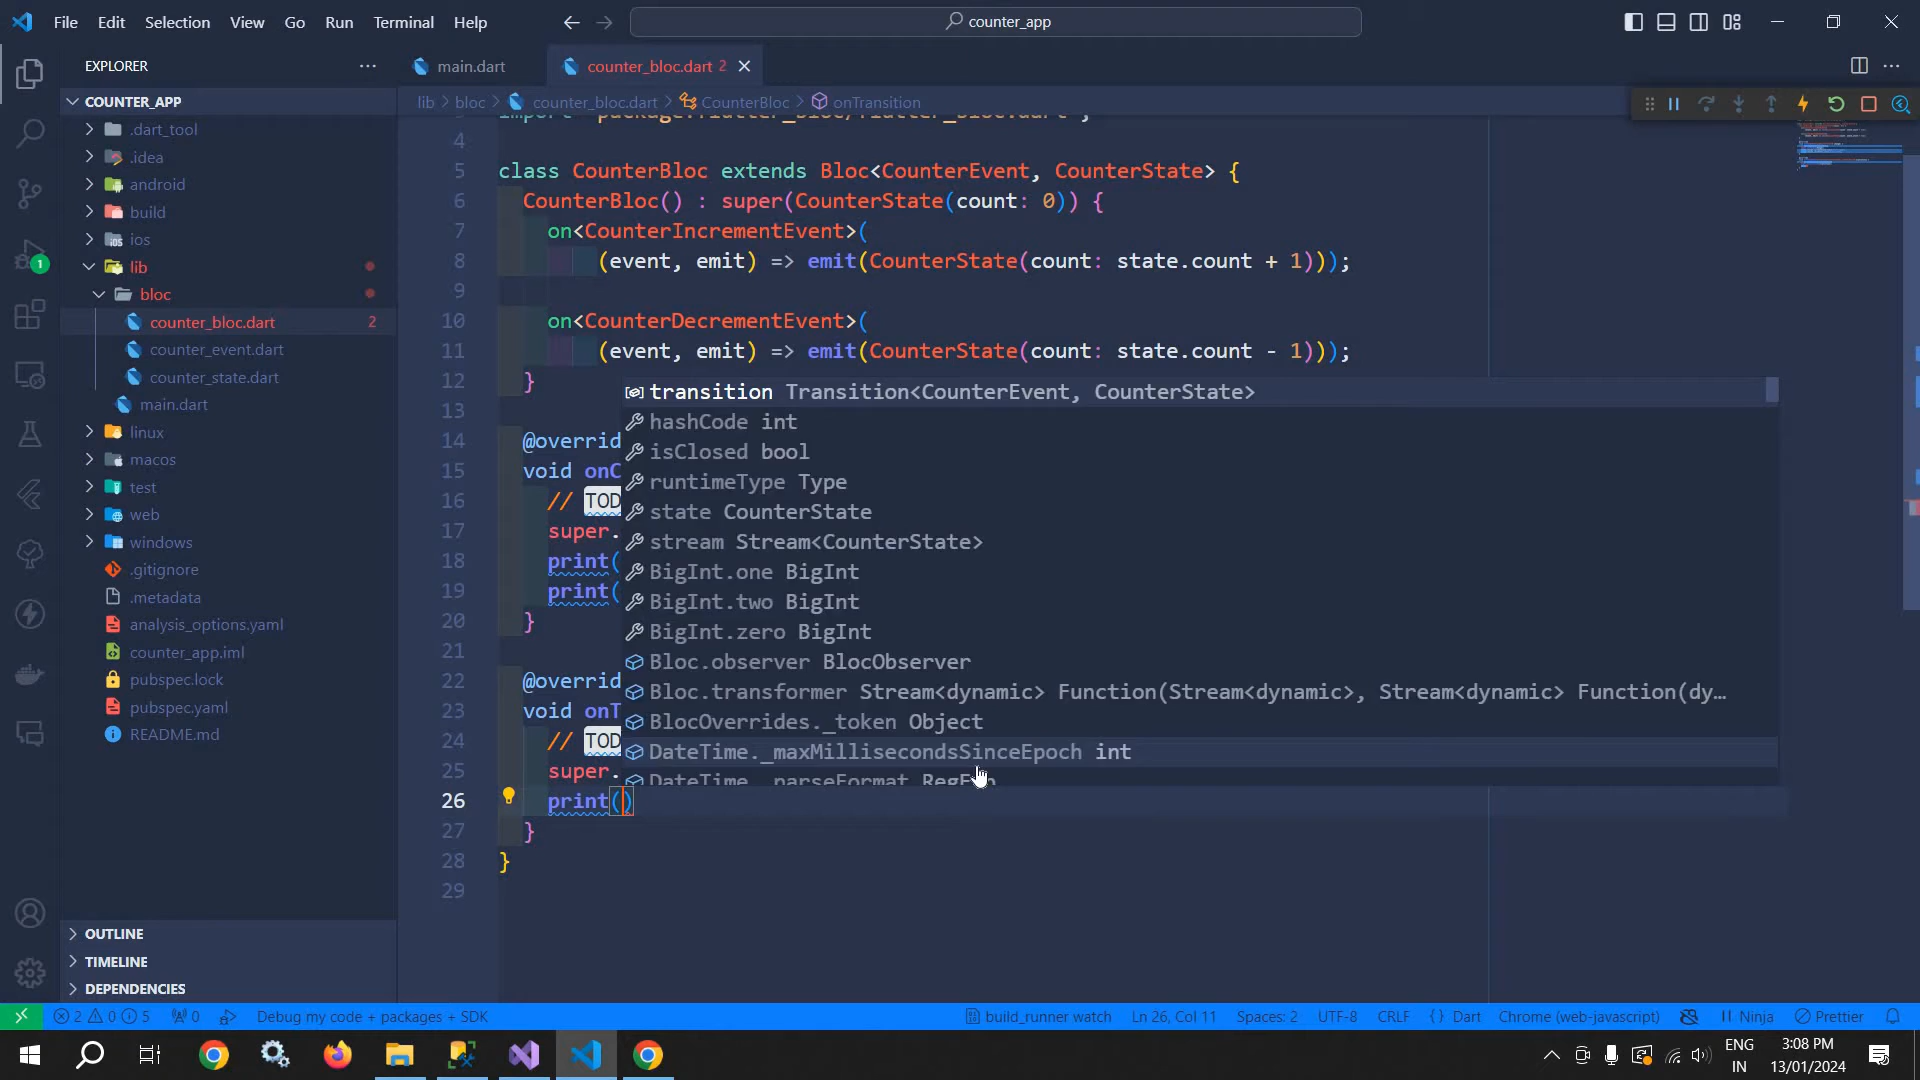 File Edit Selection View Go Run Terminal Help
counter_app
EXPLORER
COUNTER_APP
.dart_tool
.idea
android
build
ios
lib
bloc
counter_bloc.dart 2
counter_event.dart
counter_state.dart
main.dart
linux
macos
test
web
windows
.gitignore
.metadata
analysis_options.yaml
counter_app.iml
pubspec.lock
pubspec.yaml
README.md
OUTLINE
TIMELINE
DEPENDENCIES
1
main.dart
counter_bloc.dart 2
lib > bloc > counter_bloc.dart > CounterBloc > onTransition
import 'package:flutter_bloc/flutter_bloc.dart';
4
5 class CounterBloc extends Bloc<CounterEvent, CounterState> {
6 CounterBloc() : super(CounterState(count: 0)) {
7 on<CounterIncrementEvent>(
8 (event, emit) => emit(CounterState(count: state.count + 1)));
9
10 on<CounterDecrementEvent>(
11 (event, emit) => emit(CounterState(count: state.count - 1)));
12 }
13
14 @overrid
15 void onC
16 // TOD
17 super.
18 print(
19 print(
20 }
21
22 @overrid
23 void onT
24 // TOD
25 super.
26 print()
27 }
28 }
29
transition Transition<CounterEvent, CounterState>
hashCode int
isClosed bool
runtimeType Type
state CounterState
stream Stream<CounterState>
BigInt.one BigInt
BigInt.two BigInt
BigInt.zero BigInt
Bloc.observer BlocObserver
Bloc.transformer Stream<dynamic> Function(Stream<dynamic>, Stream<dynamic> Function(dy…
BlocOverrides._token Object
DateTime._maxMillisecondsSinceEpoch int
DateTime._parseFormat RegExp
2 0 5 0 Debug my code + packages + SDK
build_runner watch Ln 26, Col 11 Spaces: 2 UTF-8 CRLF {} Dart Chrome (web-javascript) Ninja Prettier
ENG
IN
3:08 PM
13/01/2024